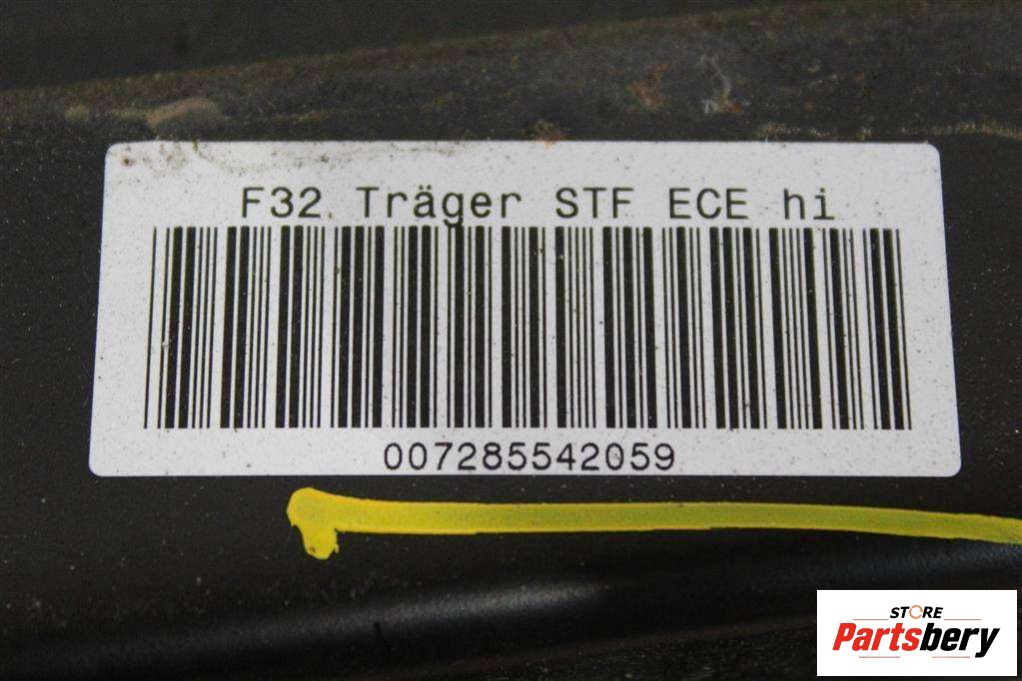 F32 Träger STF ECE hi
007285542059
STORE
Partsbery